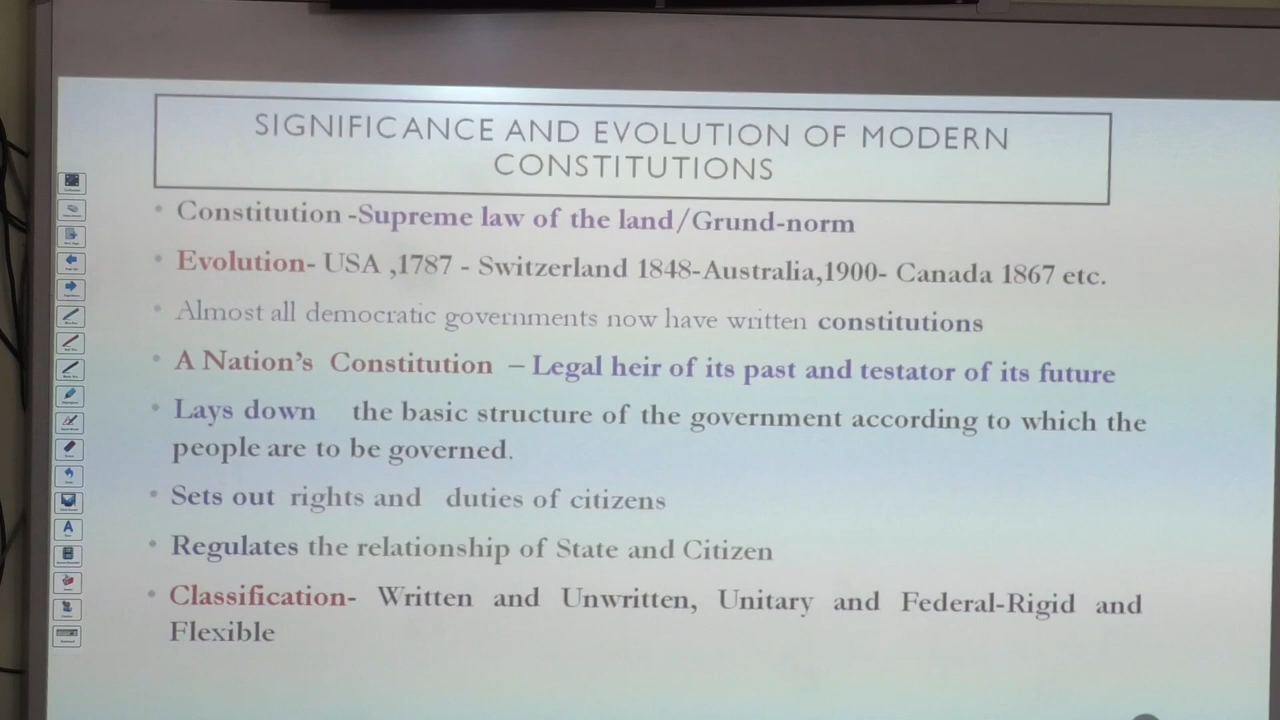 SIGNIFICANCE AND EVOLUTION OF MODERN
CONSTITUTIONS
• Constitution -Supreme law of the land/Grund-norm
• Evolution- USA ,1787 - Switzerland 1848-Australia,1900- Canada 1867 etc.
• Almost all democratic governments now have written constitutions
• A Nation's Constitution – Legal heir of its past and testator of its future
• Lays down the basic structure of the government according to which the
people are to be governed.
• Sets out rights and duties of citizens
• Regulates the relationship of State and Citizen
• Classification- Written and Unwritten, Unitary and Federal-Rigid and
Flexible